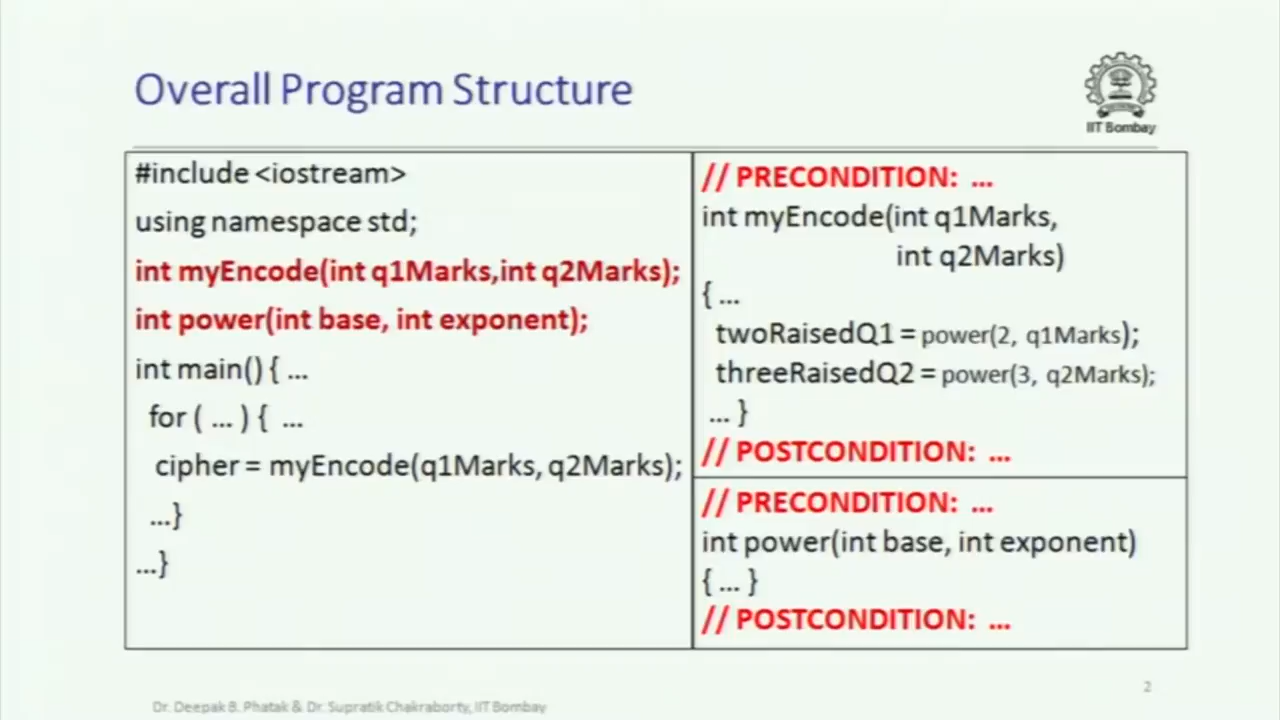 Overall Program Structure
IIT Bombay
#include <iostream>
using namespace std;
int myEncode(int q1Marks,int q2Marks);
int power(int base, int exponent);
int main() { ...
for ( ... ) { ...
cipher = myEncode(q1Marks, q2Marks);
...}
...}
// PRECONDITION: ...
int myEncode(int q1Marks,
int q2Marks)
{ ...
twoRaisedQ1 = power(2, q1Marks);
threeRaisedQ2 = power(3, q2Marks);
... }
// POSTCONDITION: ...
// PRECONDITION: ...
int power(int base, int exponent)
{ ... }
// POSTCONDITION: ...
2
Dr. Deepak B. Phatak & Dr. Supratik Chakraborty, IIT Bombay